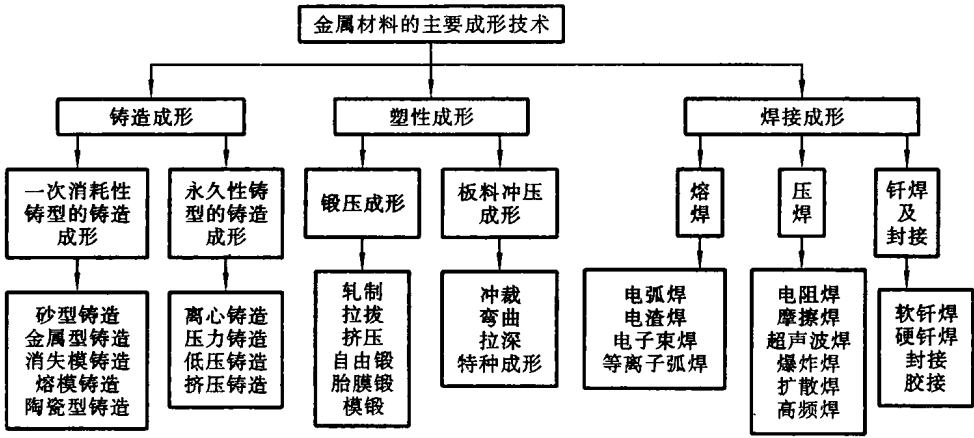 金属材料的主要成形技术
铸造成形
塑性成形
焊接成形
一次消耗性
铸型的铸造
成形
永久性铸
型的铸造
成形
锻压成形
板料冲压
成形
熔
焊
压
焊
钎焊
及
封接
砂型铸造
金属型铸造
消失模铸造
熔模铸造
陶瓷型铸造
离心铸造
压力铸造
低压铸造
挤压铸造
轧制
拉拔
挤压
自由锻
胎膜锻
模锻
冲裁
弯曲
拉深
特种成形
电弧焊
电渣焊
电子束焊
等离子弧焊
电阻焊
摩擦焊
超声波焊
爆炸焊
扩散焊
高频焊
软钎焊
硬钎焊
封接
胶接